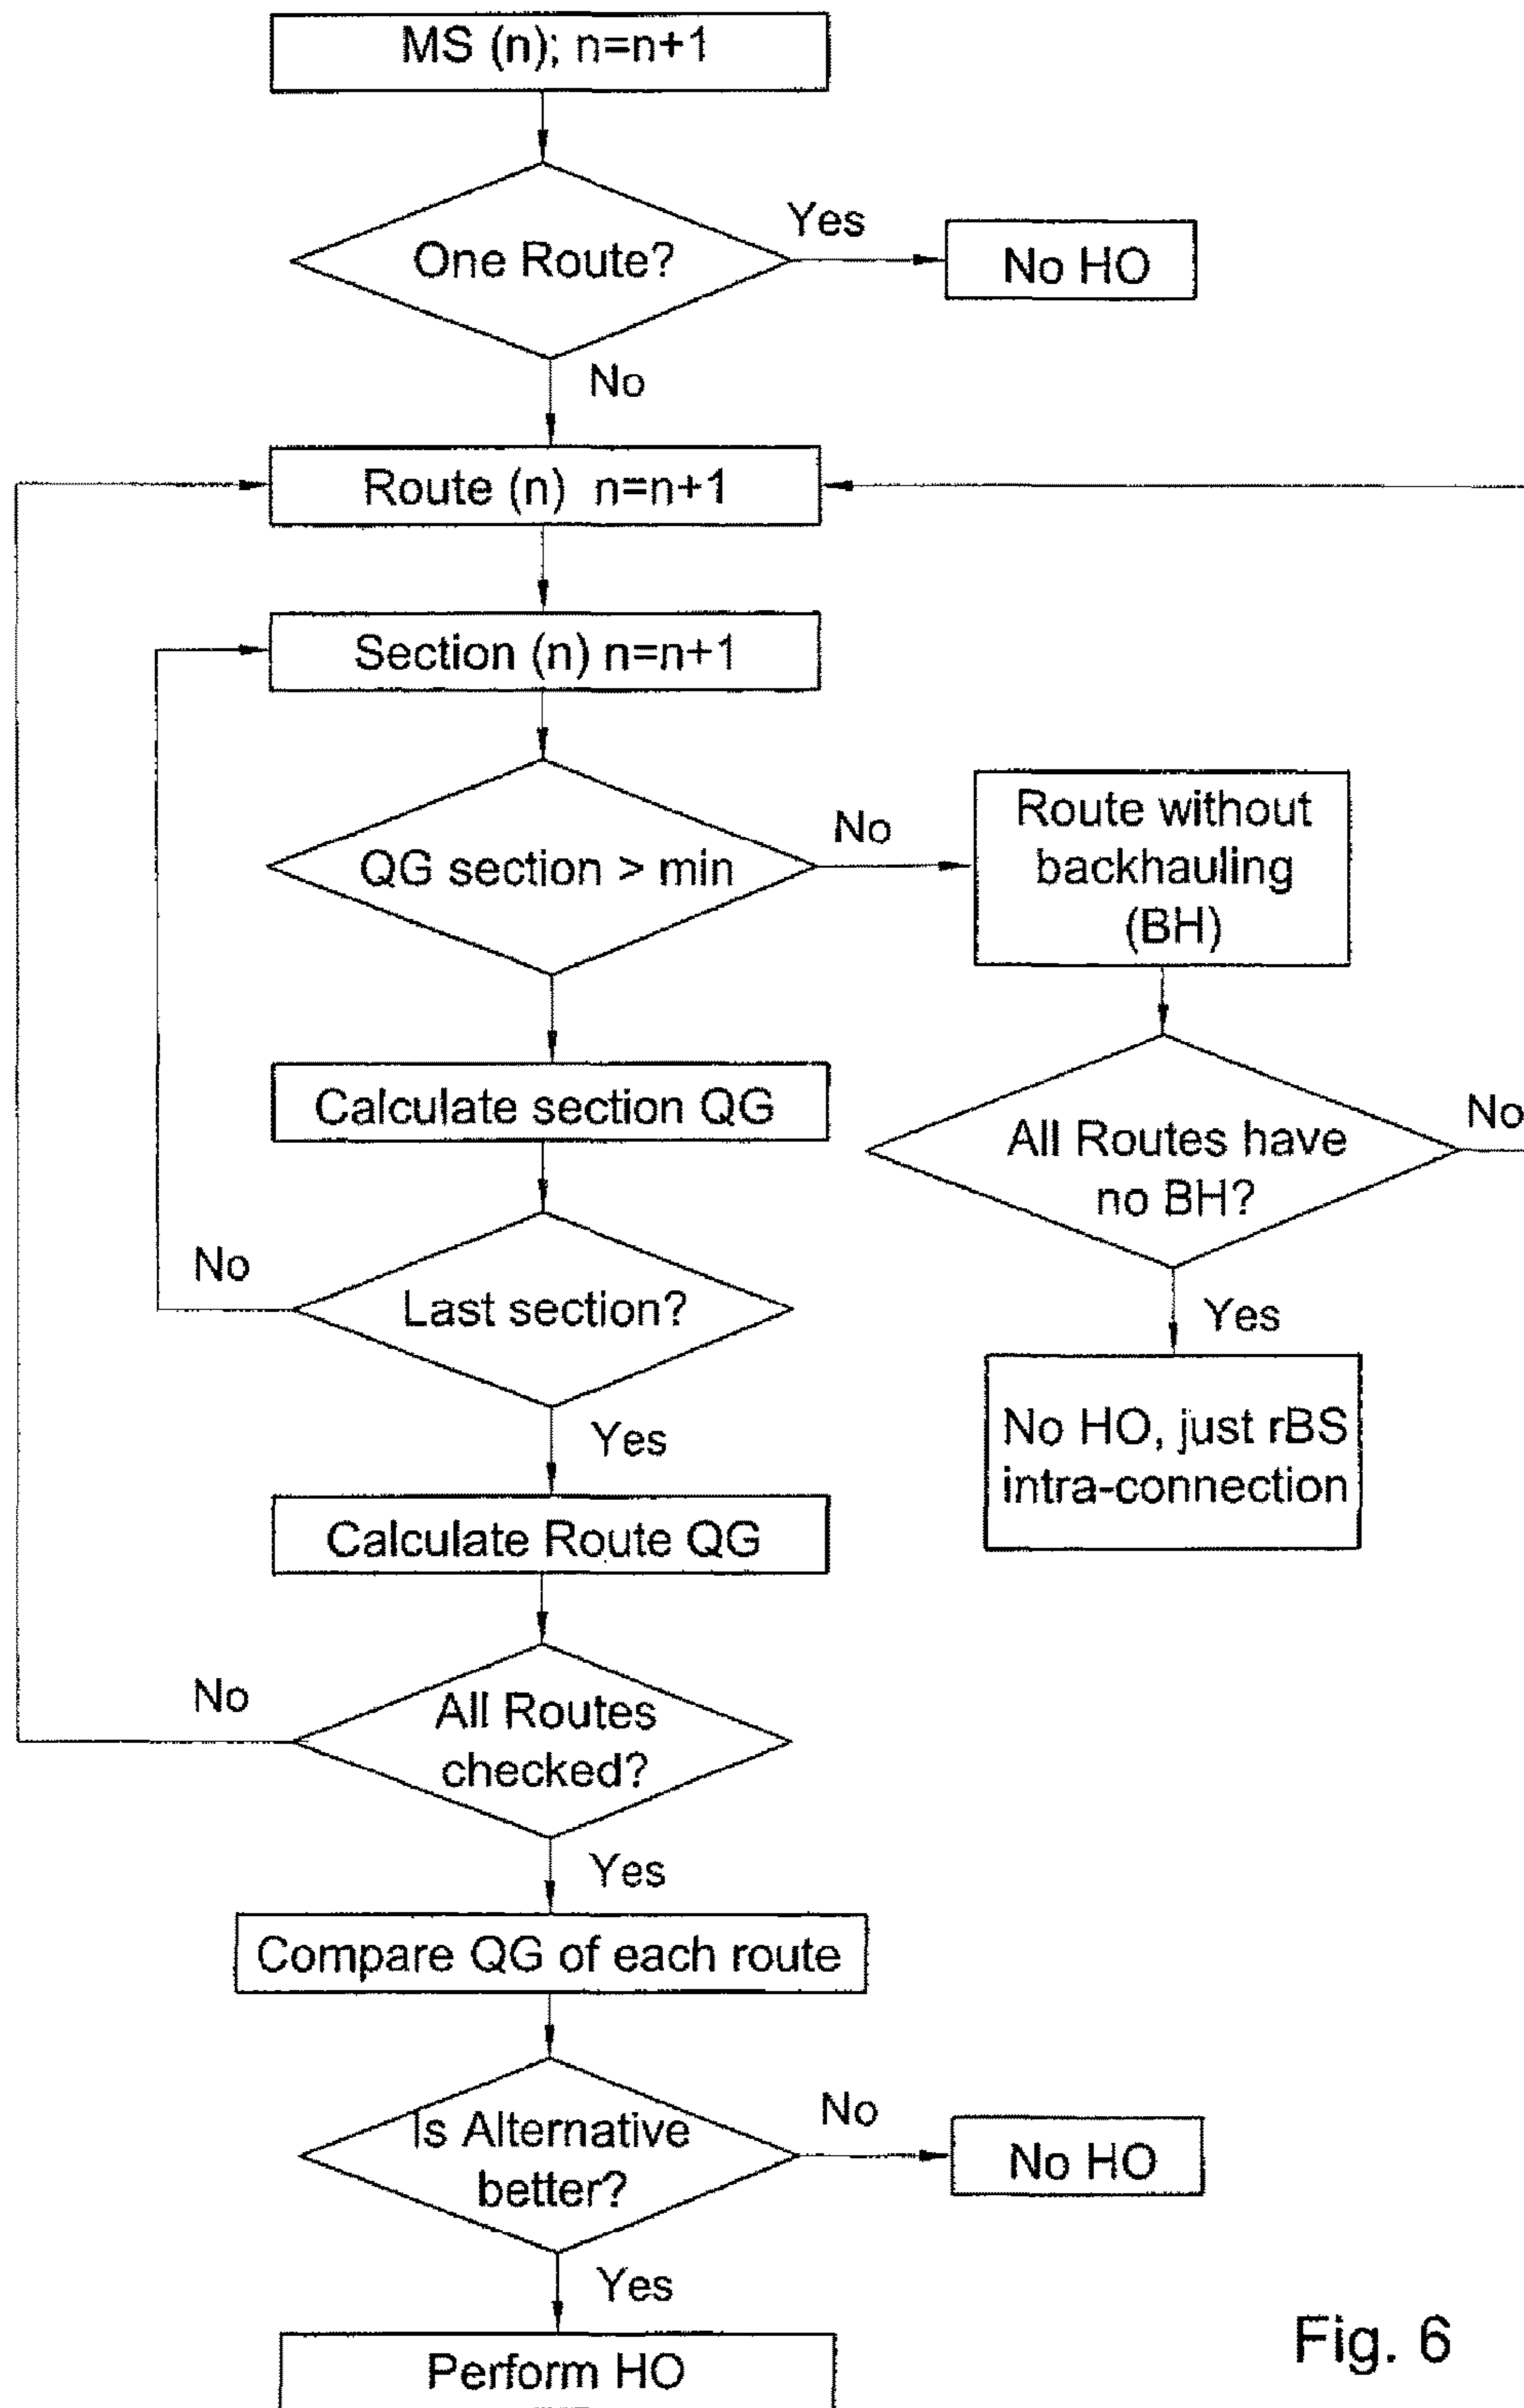 MS (n); n=n+1
One Route?
Yes
No HO
No
Route (n) n=n+1
Section (n) n=n+1
QG section > min
No
Route without
backhauling
(BH)
Calculate section QG
All Routes have
no BH?
No
Last section?
No
Yes
No HO, just rBS
intra-connection
Yes
Calculate Route QG
All Routes
checked?
No
Yes
Compare QG of each route
Is Alternative
better?
No
No HO
Yes
Perform HO
Fig. 6